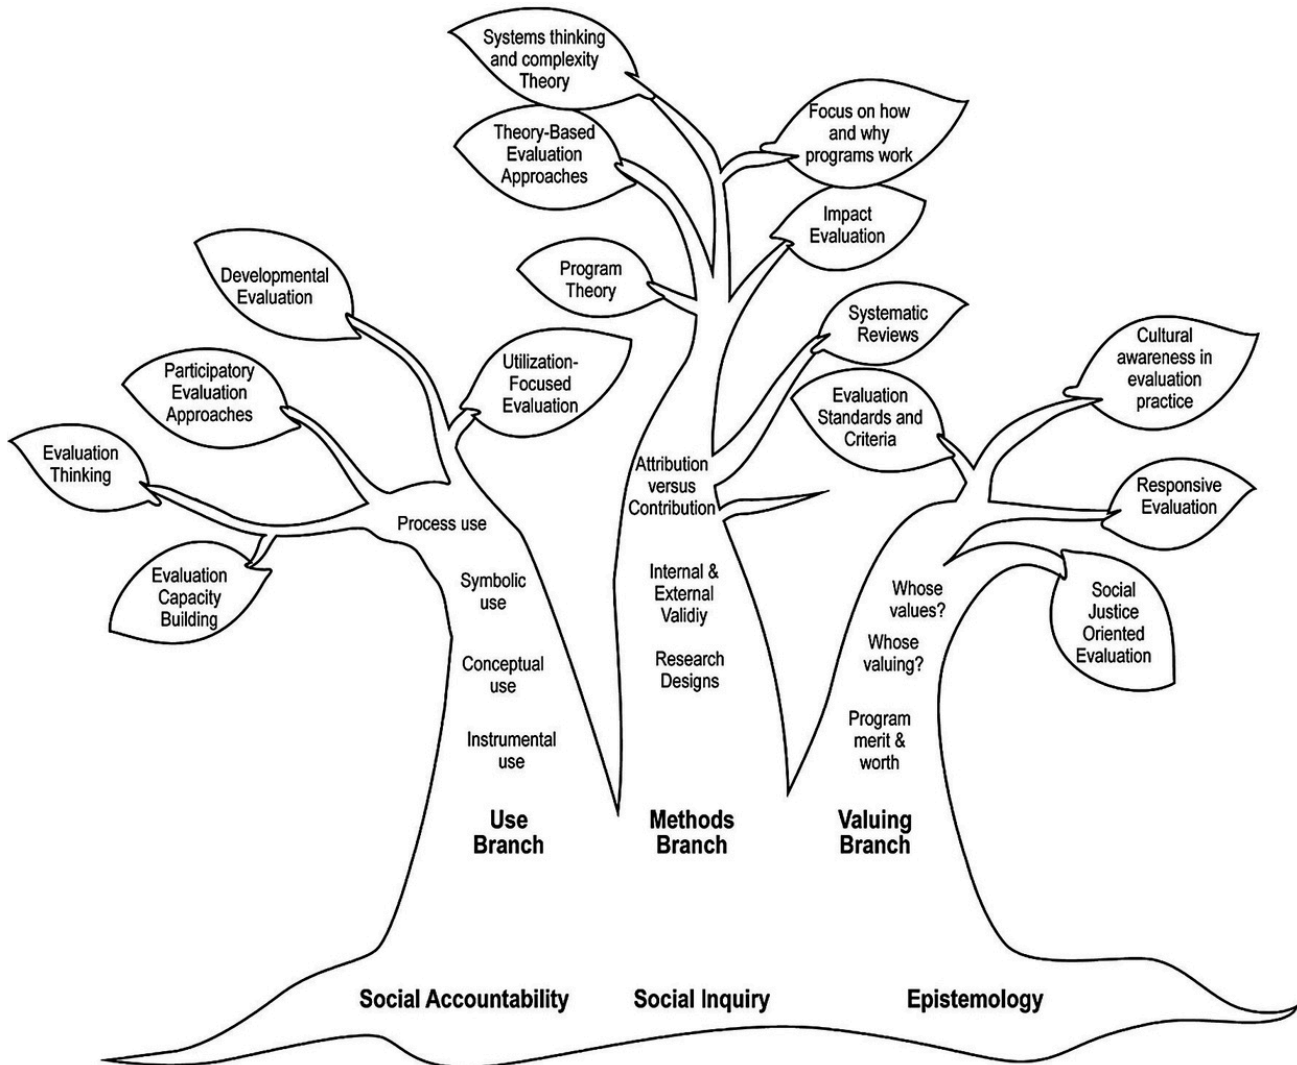 Systems thinking
and complexity
Theory
Focus on how
and why
programs work
Theory-Based
Evaluation
Approaches
Impact
Evaluation
Program
Theory
Developmental
Evaluation
Systematic
Reviews
Utilization-
Focused
Evaluation
Cultural
awareness in
evaluation
practice
Participatory
Evaluation
Approaches
Evaluation
Standards and
Criteria
Evaluation
Thinking
Attribution
versus
Contribution
Responsive
Evaluation
Process use
Evaluation
Capacity
Building
Symbolic
use
Internal &
External
Validiy
Whose
values?
Social
Justice
Oriented
Evaluation
Conceptual
use
Research
Designs
Whose
valuing?
Instrumental
use
Program
merit &
worth
Use
Branch
Methods
Branch
Valuing
Branch
Social Accountability
Social Inquiry
Epistemology